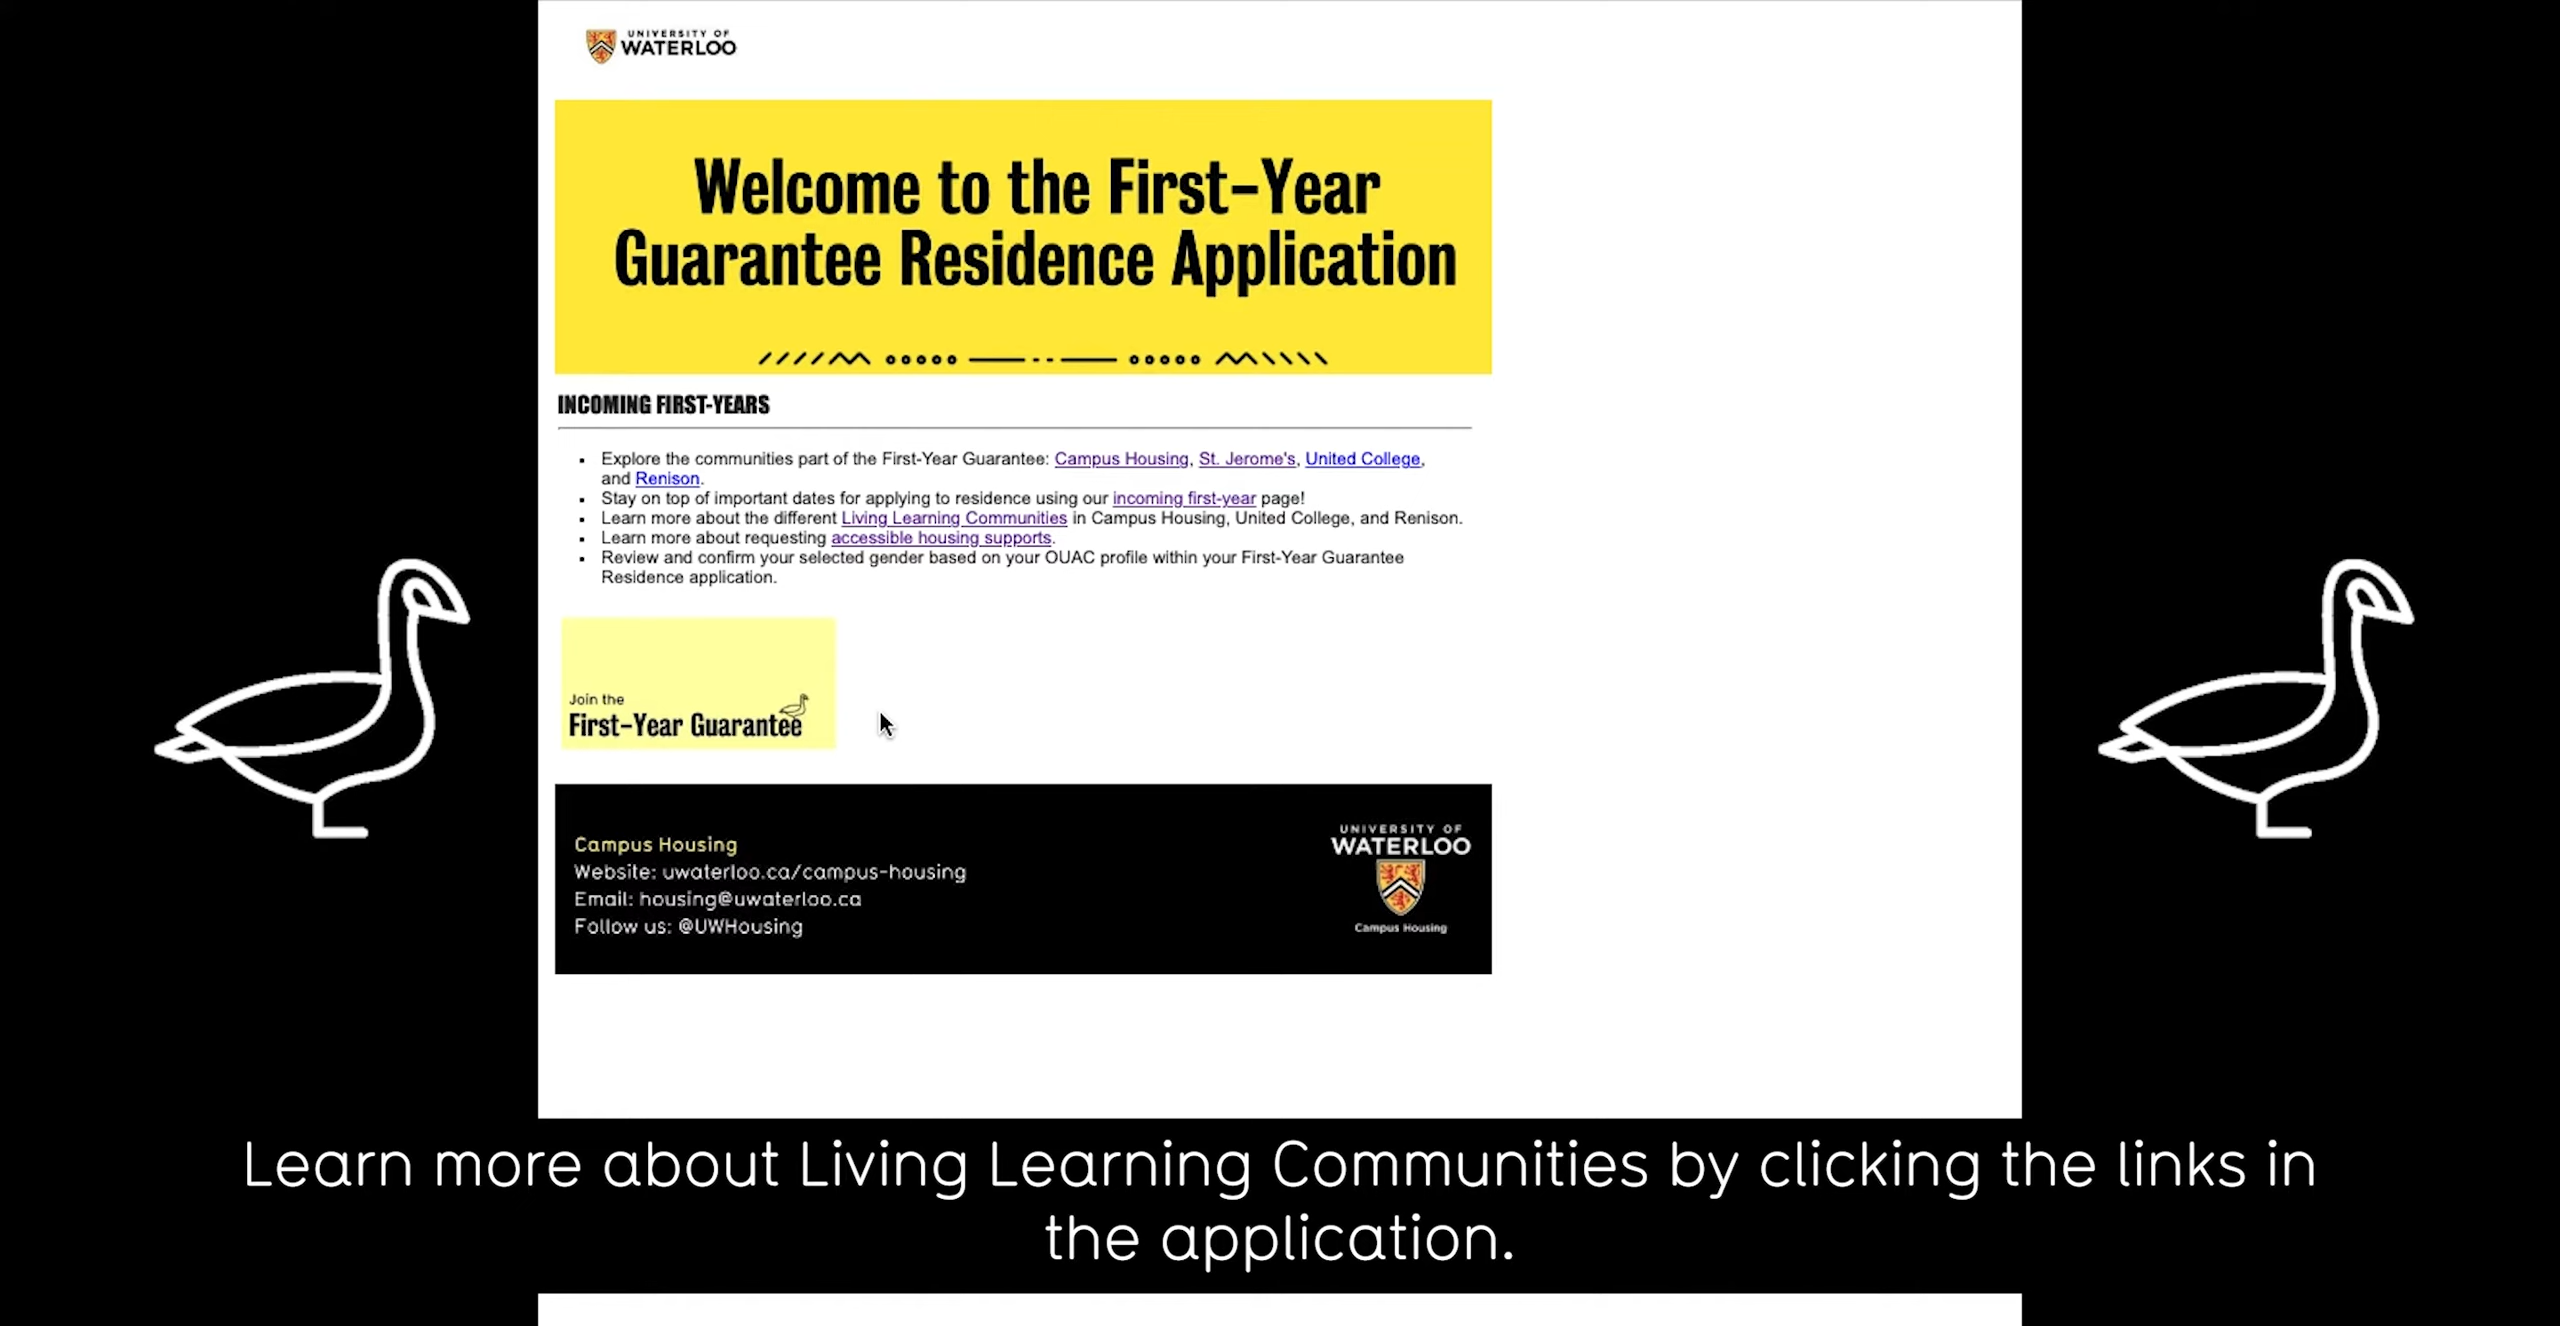 UNIVERSITY OF
WATERLOO
Welcome to the First-Year
Guarantee Residence Application
INCOMING FIRST-YEARS
Explore the communities part of the First-Year Guarantee: Campus Housing, St. Jerome's, United College,
and Renison.
Stay on top of important dates for applying to residence using our incoming first-year page!
Learn more about the different Living Learning Communities in Campus Housing, United College, and Renison.
Learn more about requesting accessible housing supports.
Review and confirm your selected gender based on your OUAC profile within your First-Year Guarantee
Residence application.
Join the
First-Year Guarantee
Campus Housing
Website: uwaterloo.ca/campus-housing
Email: housing@uwaterloo.ca
Follow us: @UWHousing
UNIVERSITY OF
WATERLOO
Campus Housing
Learn more about Living Learning Communities by clicking the links in
the application.